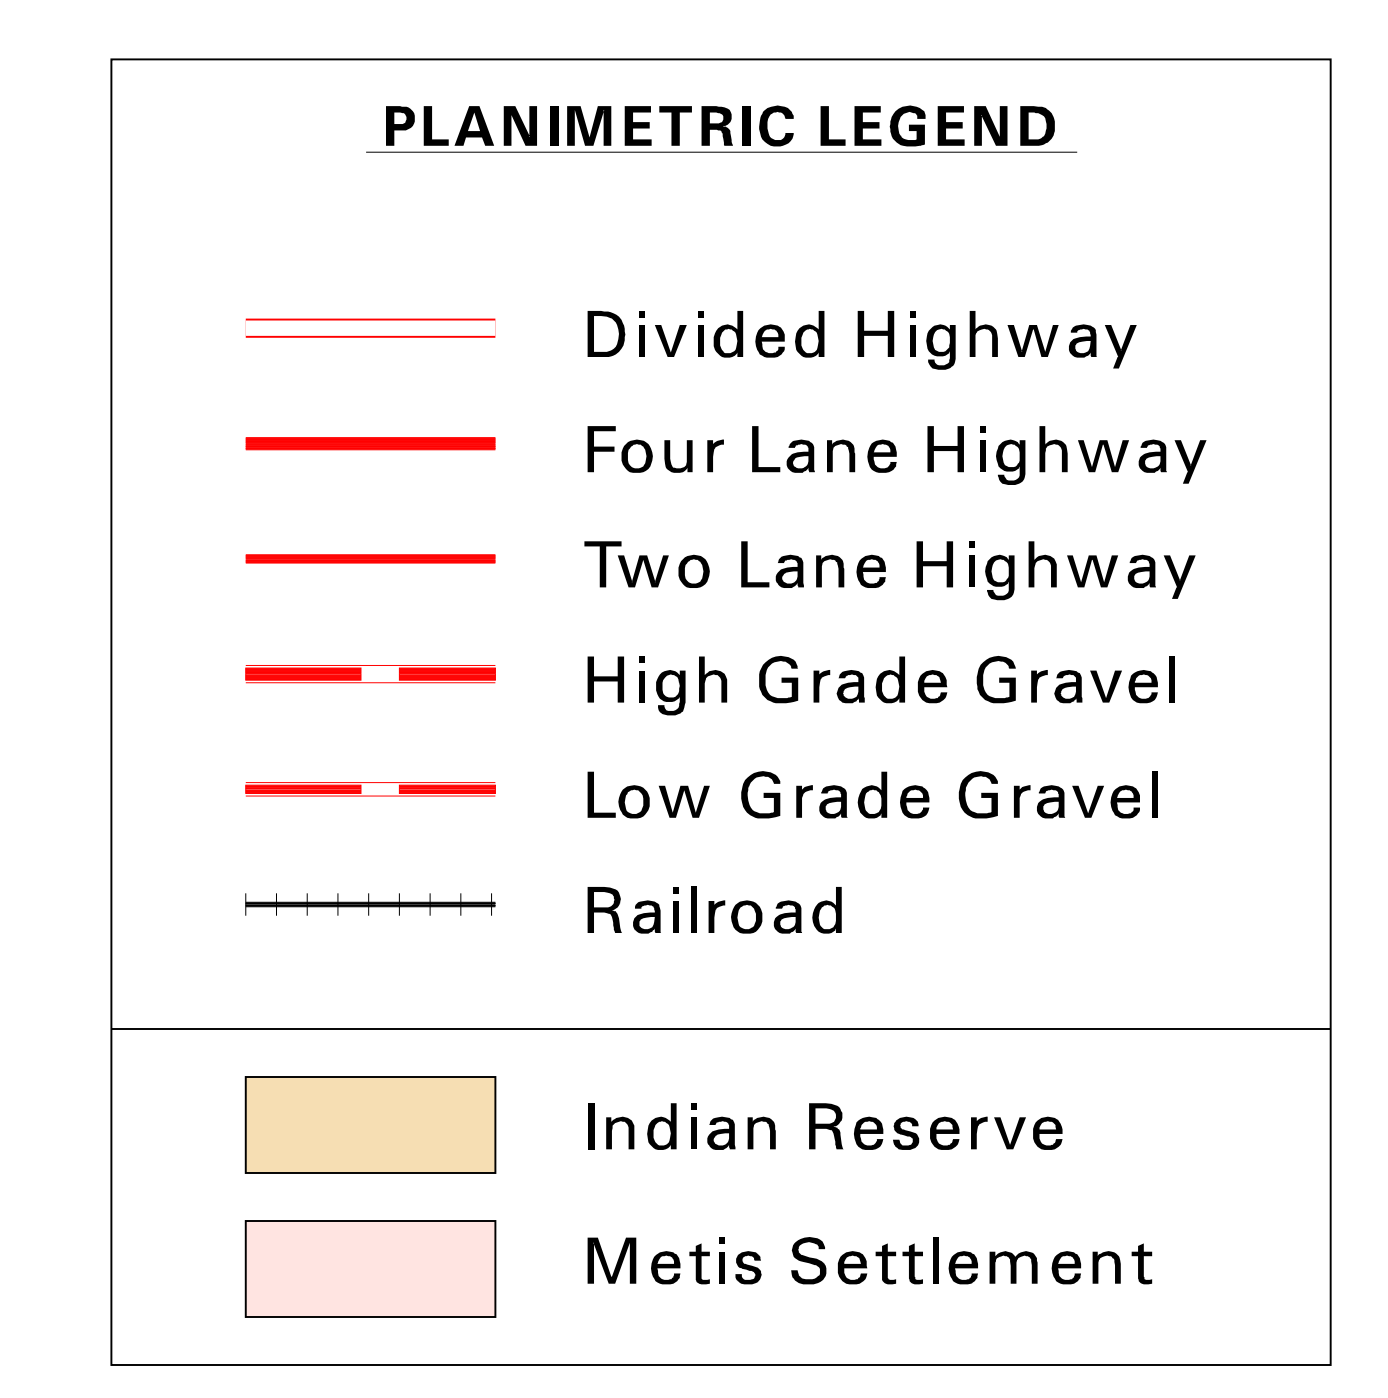 PLANIMETRIC LEGEND
Divided Highway
Four Lane Highway
Two Lane Highway
High Grade Gravel
Low Grade Gravel
Railroad
Indian Reserve
Metis Settlement